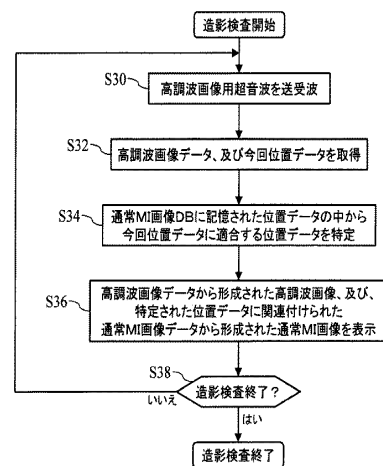 造影検査開始
S30
高調波画像用超音波を送受波
S32
高調波画像データ、及び今回位置データを取得
S34
通常MI画像DBに記憶された位置データの中から
今回位置データに適合する位置データを特定
S36
高調波画像データから形成された高調波画像、及び、
特定された位置データに関連付けられた
通常MI画像データから形成された通常MI画像を表示
S38
造影検査終了?
いいえ
はい
造影検査終了